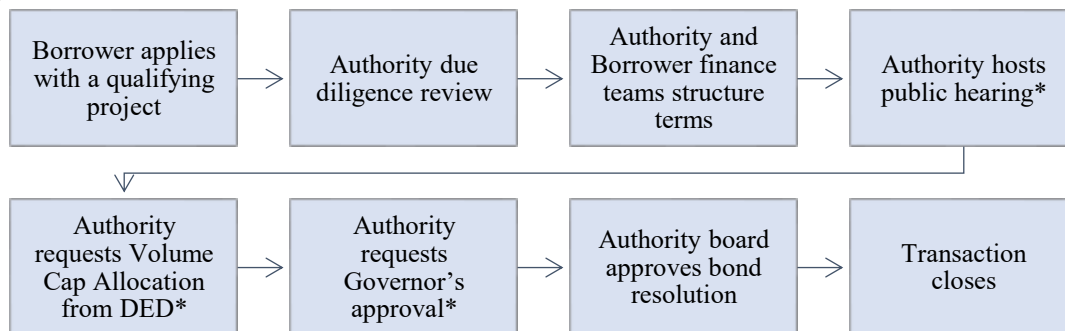 Borrower applies
with a qualifying
project
Authority due
diligence review
Authority and
Borrower finance
teams structure
terms
Authority hosts
public hearing*
Authority
requests Volume
Cap Allocation
from DED*
Authority
requests
Governor’s
approval*
Authority board
approves bond
resolution
Transaction
closes